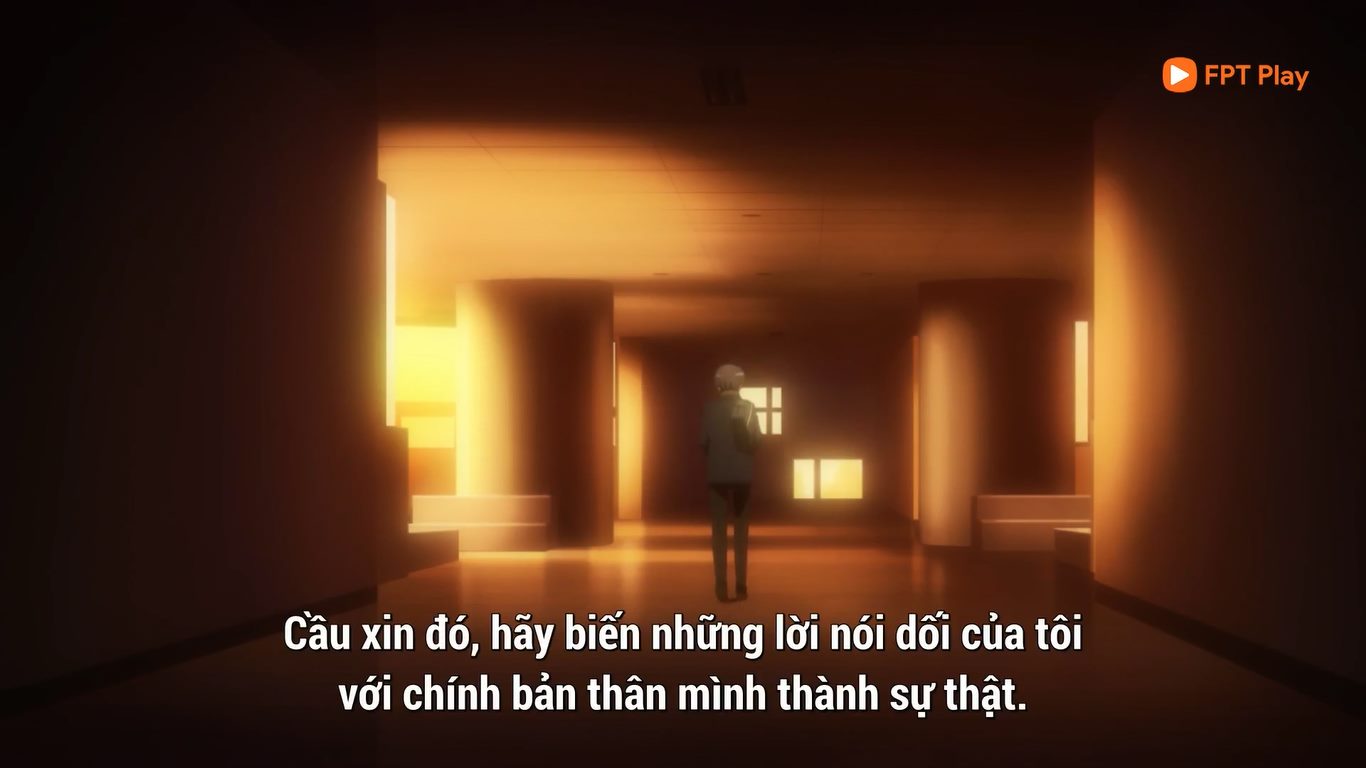 FPT Play
Cầu xin đó, hãy biến những lời nói dối của tôi
với chính bản thân mình thành sự thật.